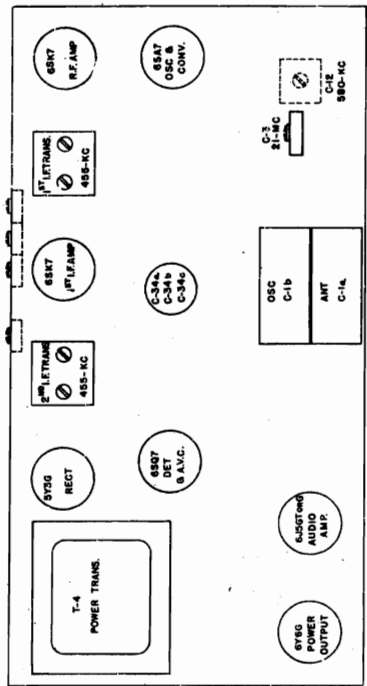 6SK7
R.F. AMP
6SA7
OSC &
CONV.
1ST I.F. TRANS.
455-KC
C-3
21-MC
C-12
580-KC
6SK7
1ST I.F. AMP
C-34a
C-34b
C-34c
OSC
C-1b
ANT
C-1a
2ND I.F. TRANS
455-KC
5Y3G
RECT
6SQ7
DET
& A.V.C.
T-4
POWER TRANS.
6J5GTorG
AUDIO
AMP.
6Y6G
POWER
OUTPUT